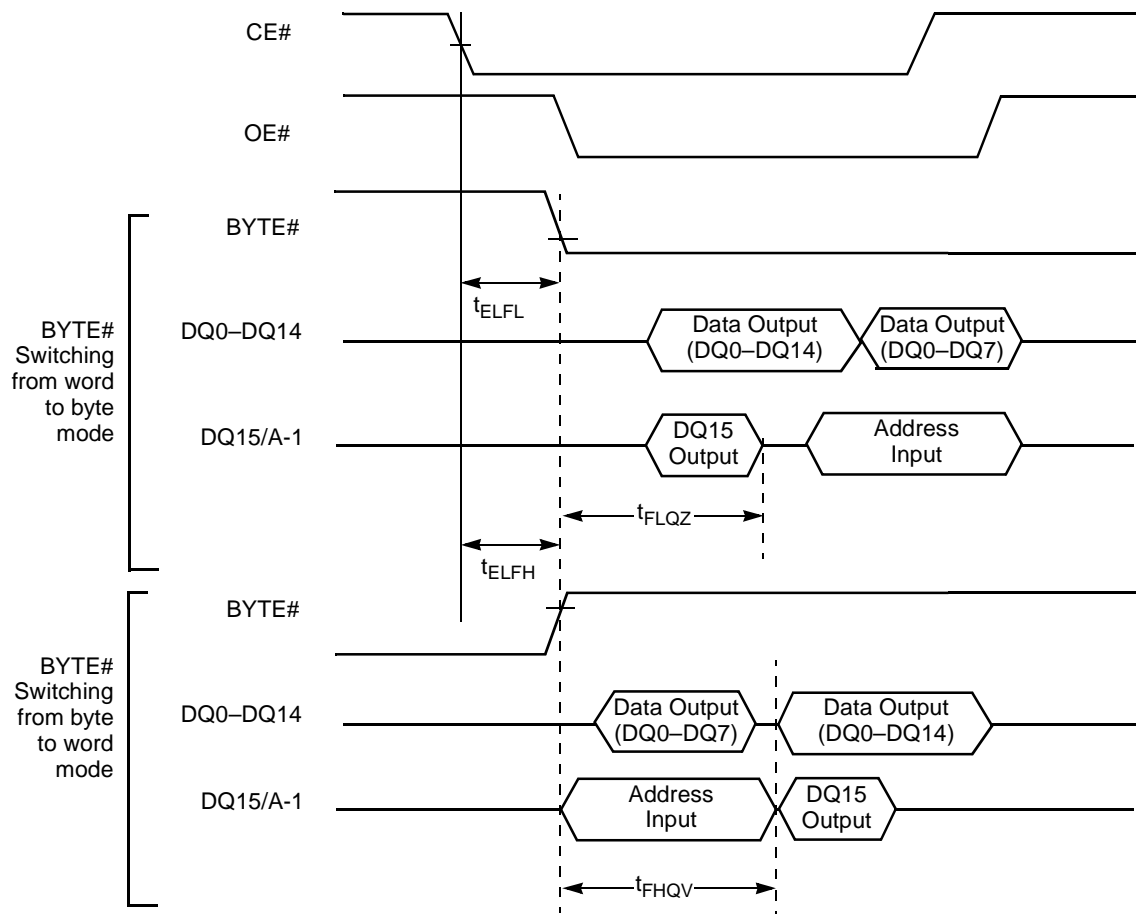 CE#
OE#
BYTE#
tELFL
BYTE#
Switching
from word
to byte
mode
DQ0–DQ14
Data Output
(DQ0–DQ14)
Data Output
(DQ0–DQ7)
DQ15/A-1
DQ15
Output
Address
Input
tFLQZ
tELFH
BYTE#
BYTE#
Switching
from byte
to word
mode
DQ0–DQ14
Data Output
(DQ0–DQ7)
Data Output
(DQ0–DQ14)
DQ15/A-1
Address
Input
DQ15
Output
tFHQV